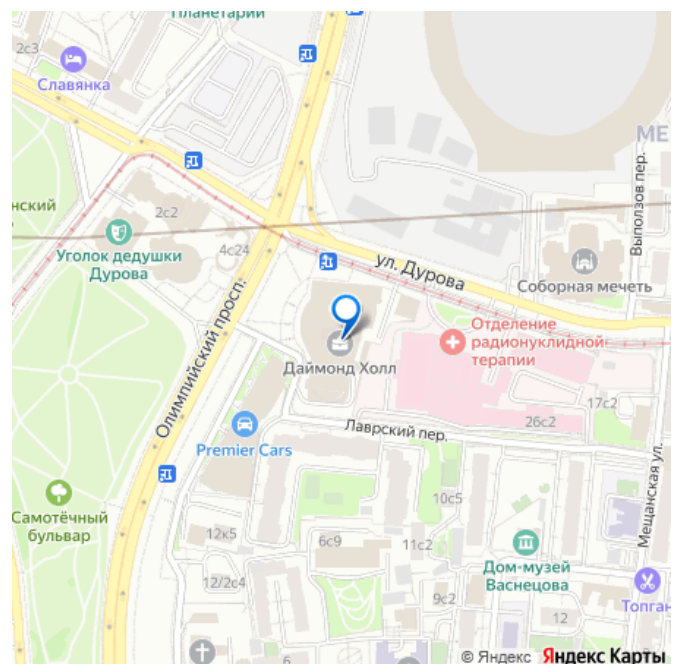 Планетарий
2с3
Славянка
МЕ
Выползов пер.
нский
2с2
Уголок дедушки
Дурова
4с24
ул. Дурова
Соборная мечеть
Олимпийский просп.
Отделение
радионуклидной
терапии
Даймонд Холл
17с2
26с2
Лаврский пер.
Premier Cars
Мещанская ул.
Самотёчный
бульвар
10с5
12к5
6с9
11с2
Дом-музей
Васнецова
12/2с4
9с2
12
Топган
6
© Яндекс Яндекс Карты